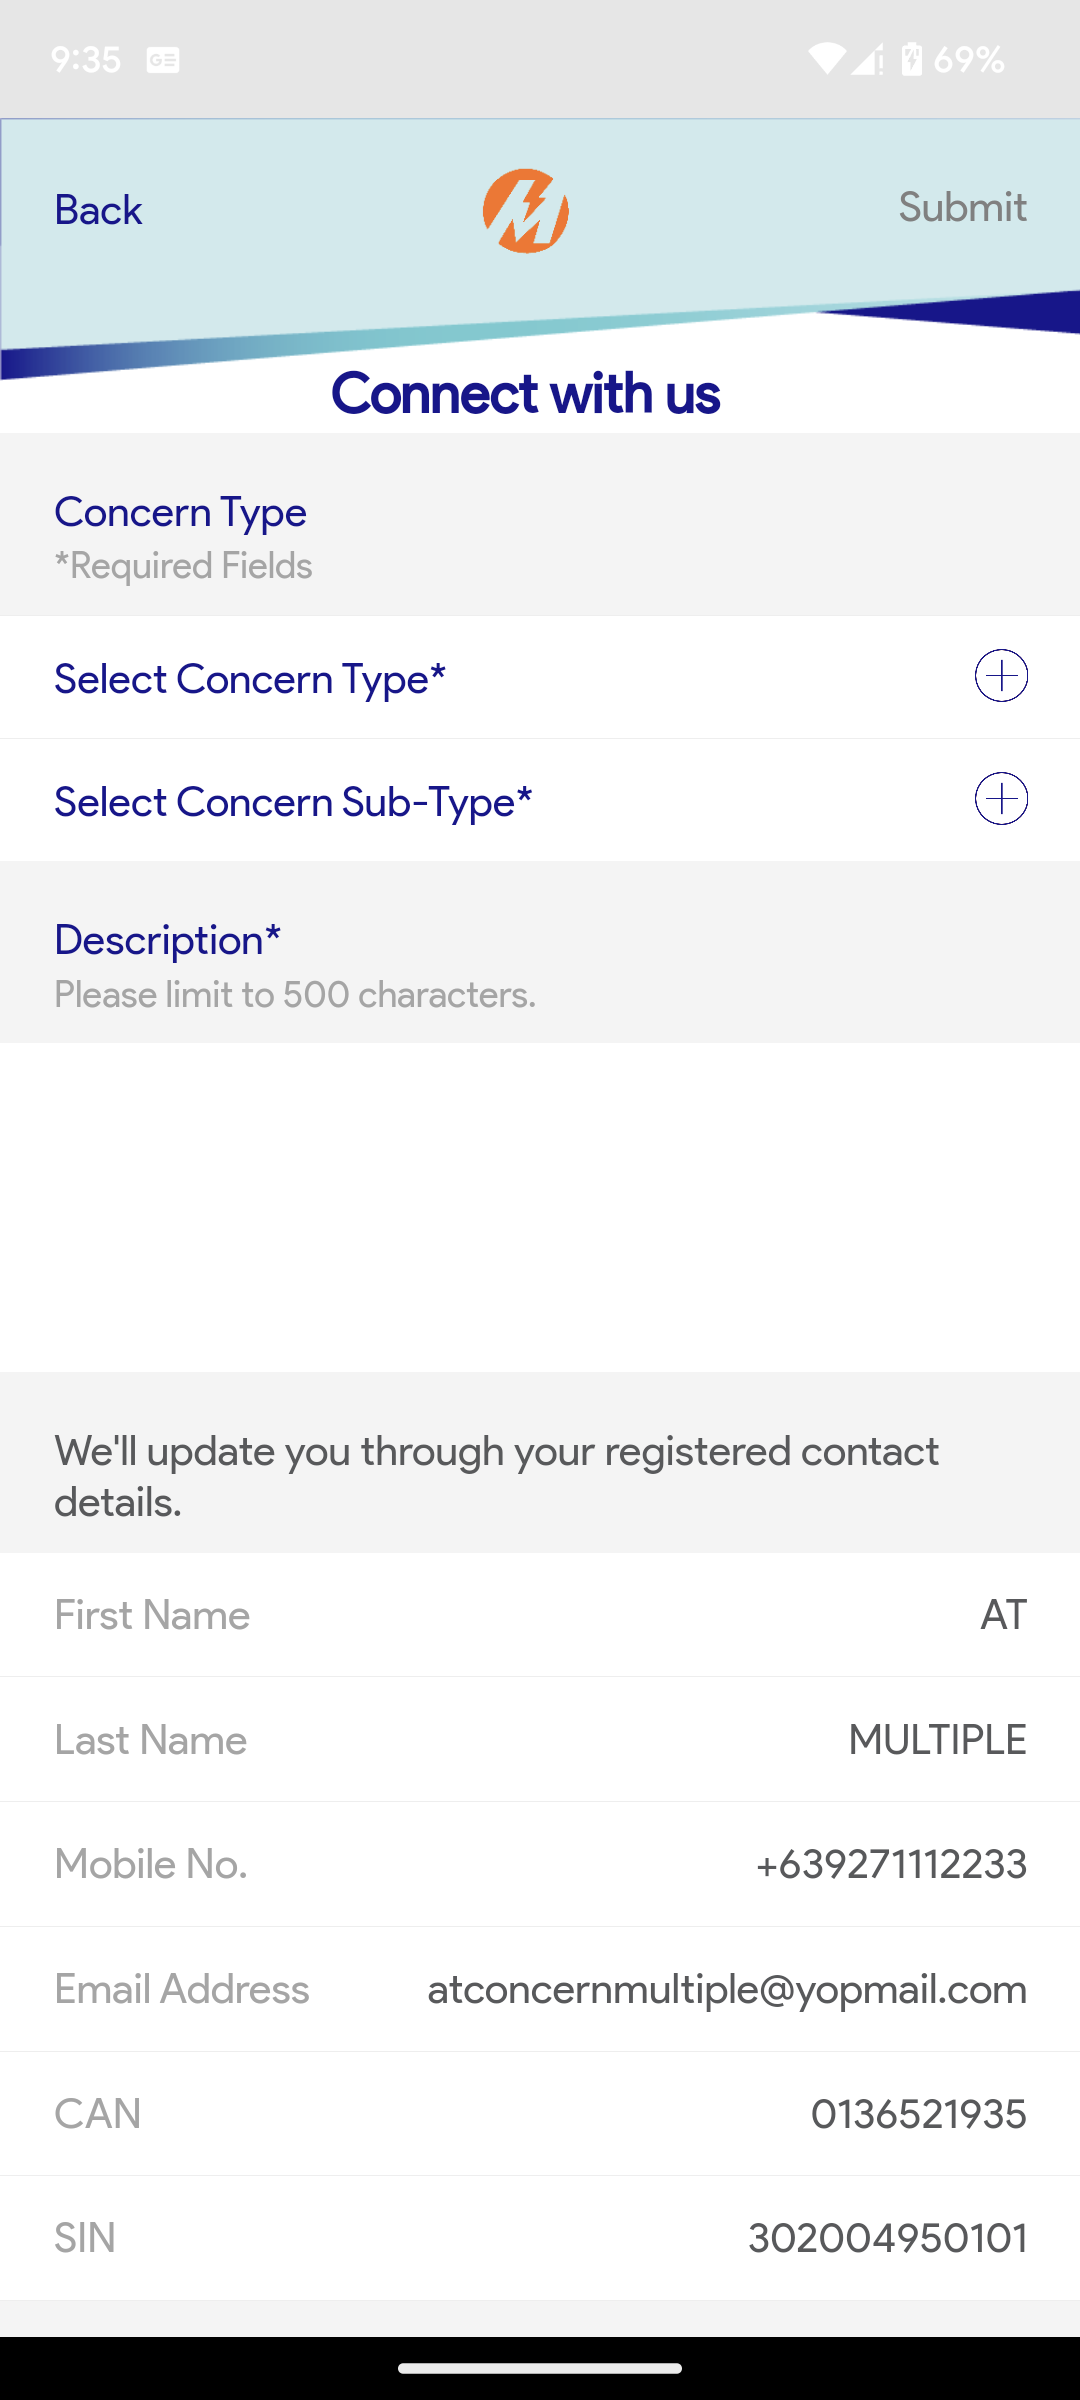 9:35
69%
Back
Submit
Connect with us
Concern Type
*Required Fields
Select Concern Type*
Select Concern Sub-Type*
Description*
Please limit to 500 characters.
We'll update you through your registered contact
details.
First Name AT
Last Name MULTIPLE
Mobile No. +639271112233
Email Address atconcernmultiple@yopmail.com
CAN 0136521935
SIN 302004950101